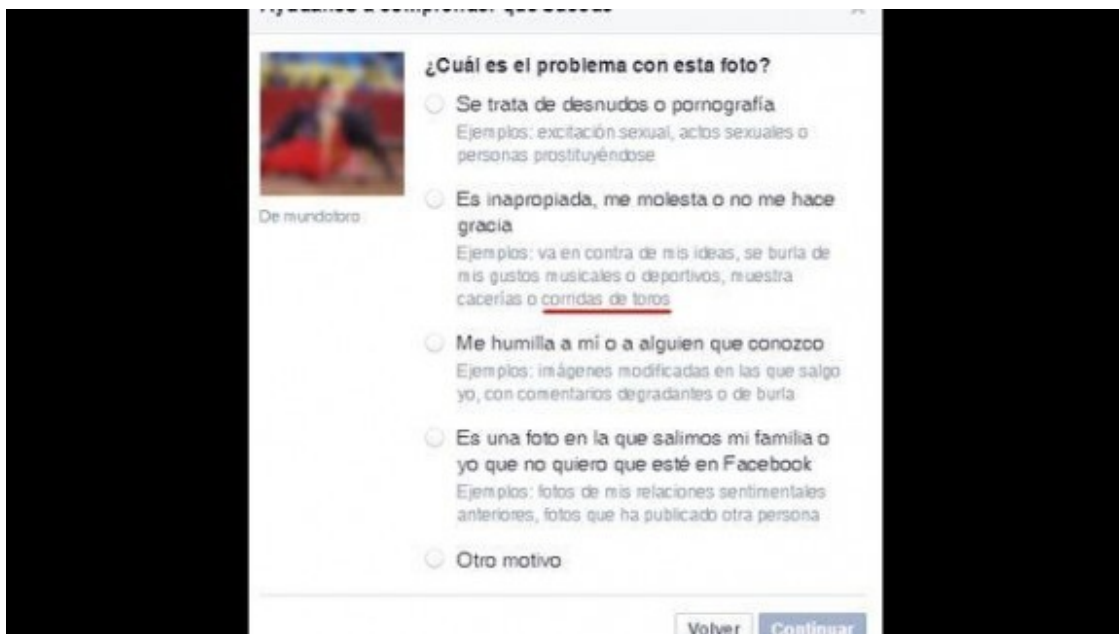 Ayúdanos a comprender qué sucede
¿Cuál es el problema con esta foto?
Se trata de desnudos o pornografía
Ejemplos: excitación sexual, actos sexuales o
personas prostituyéndose
De mundotoro
Es inapropiada, me molesta o no me hace
gracia
Ejemplos: va en contra de mis ideas, se burla de
mis gustos musicales o deportivos, muestra
cacerías o corridas de toros
Me humilla a mí o a alguien que conozco
Ejemplos: imágenes modificadas en las que salgo
yo, con comentarios degradantes o de burla
Es una foto en la que salimos mi familia o
yo que no quiero que esté en Facebook
Ejemplos: fotos de mis relaciones sentimentales
anteriores, fotos que ha publicado otra persona
Otro motivo
Volver Continuar